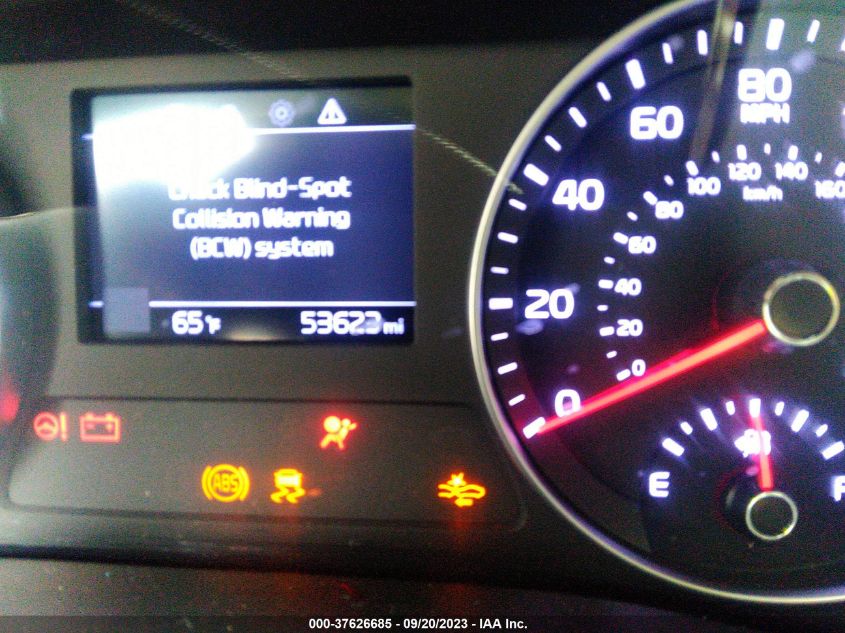 Check Blind-Spot
Collision Warning
(BCW) system
65°F 53623 mi
ABS
0
20
40
60
80
MPH
0
20
40
60
80
100
120
140
160
km/h
E
F
000-37626685 - 09/20/2023 - IAA Inc.